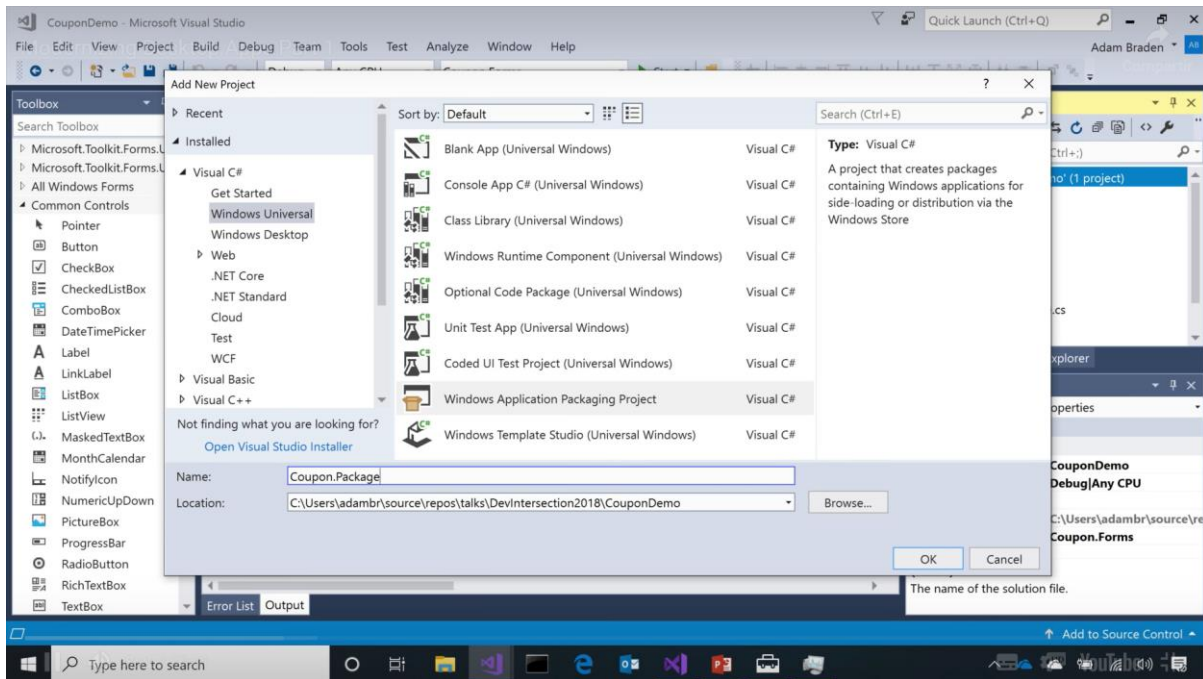 CouponDemo - Microsoft Visual Studio
Quick Launch (Ctrl+Q)
File Edit View Project Build Debug Team Tools Test Analyze Window Help
Adam Braden
AB
Add New Project
Toolbox
Search Toolbox
Microsoft.Toolkit.Forms.U
Microsoft.Toolkit.Forms.U
All Windows Forms
Common Controls
Pointer
Button
CheckBox
CheckedListBox
ComboBox
DateTimePicker
Label
LinkLabel
ListBox
ListView
MaskedTextBox
MonthCalendar
NotifyIcon
NumericUpDown
PictureBox
ProgressBar
RadioButton
RichTextBox
TextBox
Recent
Installed
Visual C#
Get Started
Windows Universal
Windows Desktop
Web
.NET Core
.NET Standard
Cloud
Test
WCF
Visual Basic
Visual C++
Not finding what you are looking for?
Open Visual Studio Installer
Sort by: Default
Search (Ctrl+E)
Blank App (Universal Windows) Visual C#
Console App C# (Universal Windows) Visual C#
Class Library (Universal Windows) Visual C#
Windows Runtime Component (Universal Windows) Visual C#
Optional Code Package (Universal Windows) Visual C#
Unit Test App (Universal Windows) Visual C#
Coded UI Test Project (Universal Windows) Visual C#
Windows Application Packaging Project Visual C#
Windows Template Studio (Universal Windows) Visual C#
Type: Visual C#
A project that creates packages
containing Windows applications for
side-loading or distribution via the
Windows Store
Name: Coupon.Package
Location: C:\Users\adambr\source\repos\talks\DevIntersection2018\CouponDemo
Browse...
OK Cancel
Ctrl+;)
mo' (1 project)
.cs
xplorer
operties
CouponDemo
Debug|Any CPU
C:\Users\adambr\source\re
Coupon.Forms
The name of the solution file.
Error List Output
Add to Source Control
Type here to search
YouTube